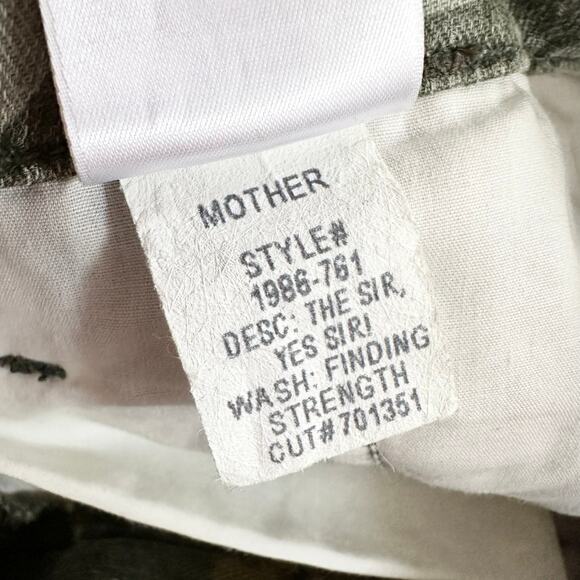 MOTHER
STYLE#
1986-761
DESC: THE SIR,
YES SIR!
WASH: FINDING
STRENGTH
CUT#701351